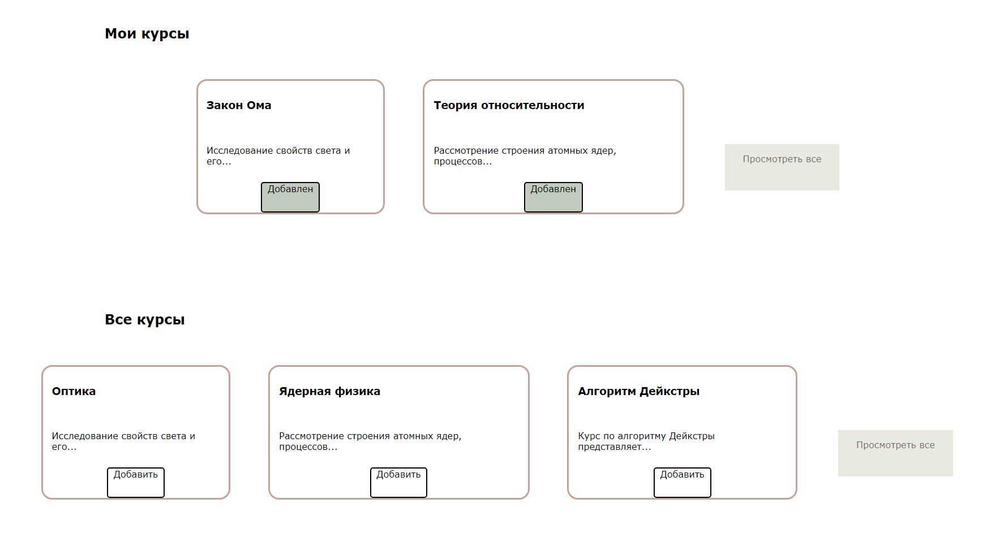 Мои курсы
Закон Ома
Исследование свойств света и
его...
Добавлен
Теория относительности
Рассмотрение строения атомных ядер,
процессов...
Добавлен
Просмотреть все
Все курсы
Оптика
Исследование свойств света и
его...
Добавить
Ядерная физика
Рассмотрение строения атомных ядер,
процессов...
Добавить
Алгоритм Дейкстры
Курс по алгоритму Дейкстры
представляет...
Добавить
Просмотреть все